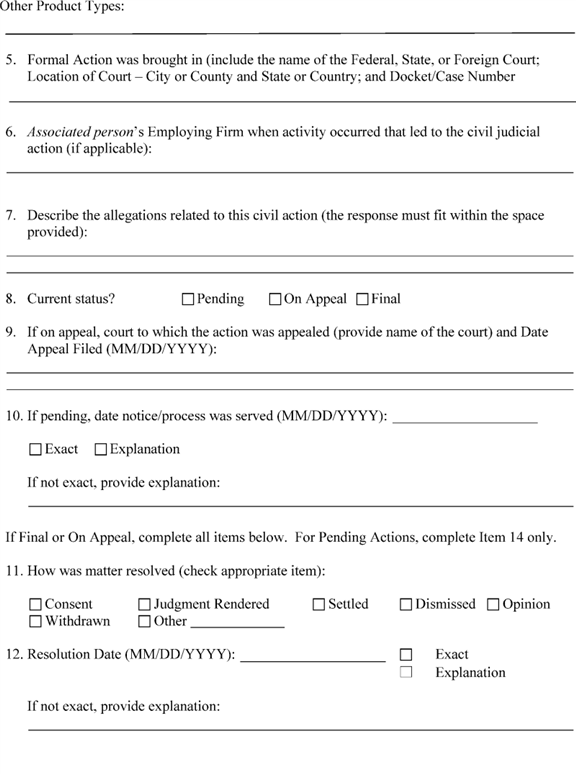 Other Product Types:
5. Formal Action was brought in (include the name of the Federal, State, or Foreign Court;
Location of Court – City or County and State or Country; and Docket/Case Number
6. Associated person's Employing Firm when activity occurred that led to the civil judicial
action (if applicable):
7. Describe the allegations related to this civil action (the response must fit within the space
provided):
8. Current status? ☐ Pending ☐ On Appeal ☐ Final
9. If on appeal, court to which the action was appealed (provide name of the court) and Date
Appeal Filed (MM/DD/YYYY):
10. If pending, date notice/process was served (MM/DD/YYYY): ____________________
☐ Exact ☐ Explanation
If not exact, provide explanation:
If Final or On Appeal, complete all items below. For Pending Actions, complete Item 14 only.
11. How was matter resolved (check appropriate item):
☐ Consent ☐ Judgment Rendered ☐ Settled ☐ Dismissed ☐ Opinion
☐ Withdrawn ☐ Other _____________
12. Resolution Date (MM/DD/YYYY): ____________________ ☐ Exact
☐ Explanation
If not exact, provide explanation: